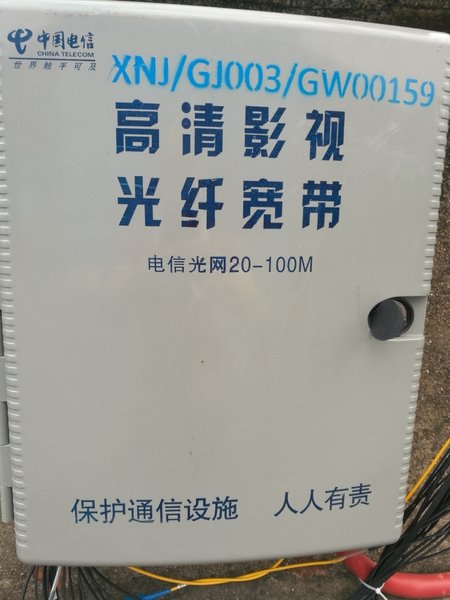 中国电信
CHINA TELECOM
世界触手可及
XNJ/GJ003/GW00159
高清影视
光纤宽带
电信光网20-100M
保护通信设施 人人有责